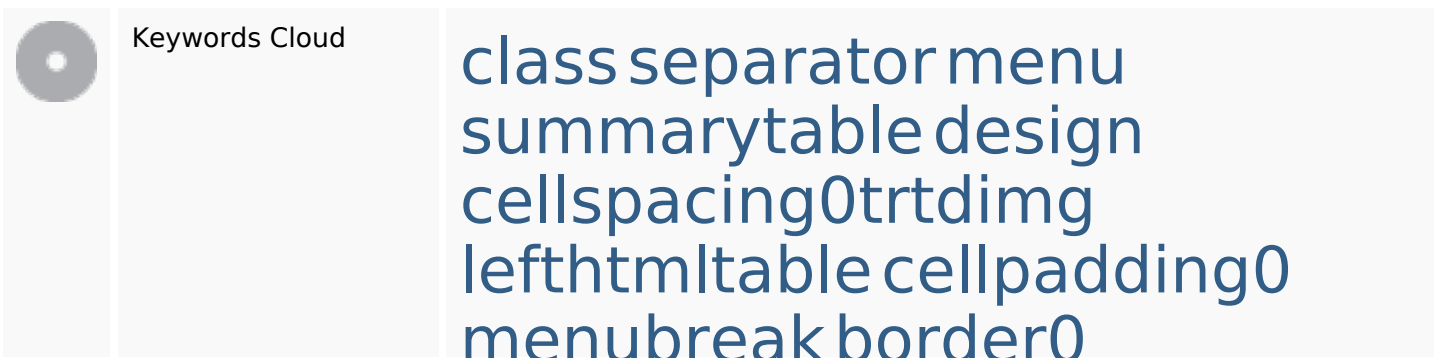 Keywords Cloud
class separator menu
summarytable design
cellspacing0trtdimg
lefthtmltable cellpadding0
menubreak border0